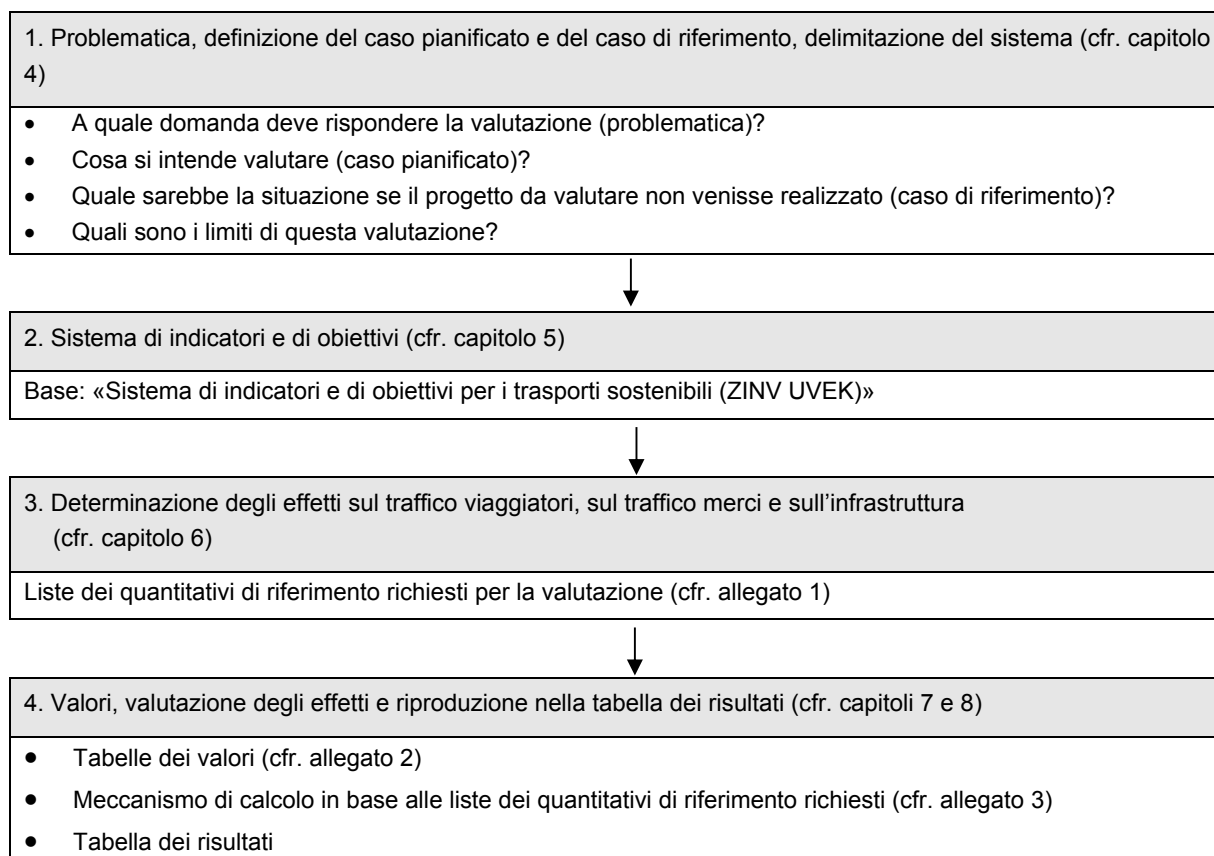 1. Problematica, definizione del caso pianificato e del caso di riferimento, delimitazione del sistema (cfr. capitolo
4)
• A quale domanda deve rispondere la valutazione (problematica)?
• Cosa si intende valutare (caso pianificato)?
• Quale sarebbe la situazione se il progetto da valutare non venisse realizzato (caso di riferimento)?
• Quali sono i limiti di questa valutazione?
2. Sistema di indicatori e di obiettivi (cfr. capitolo 5)
Base: «Sistema di indicatori e di obiettivi per i trasporti sostenibili (ZINV UVEK)»
3. Determinazione degli effetti sul traffico viaggiatori, sul traffico merci e sull’infrastruttura
(cfr. capitolo 6)
Liste dei quantitativi di riferimento richiesti per la valutazione (cfr. allegato 1)
4. Valori, valutazione degli effetti e riproduzione nella tabella dei risultati (cfr. capitoli 7 e 8)
• Tabelle dei valori (cfr. allegato 2)
• Meccanismo di calcolo in base alle liste dei quantitativi di riferimento richiesti (cfr. allegato 3)
• Tabella dei risultati